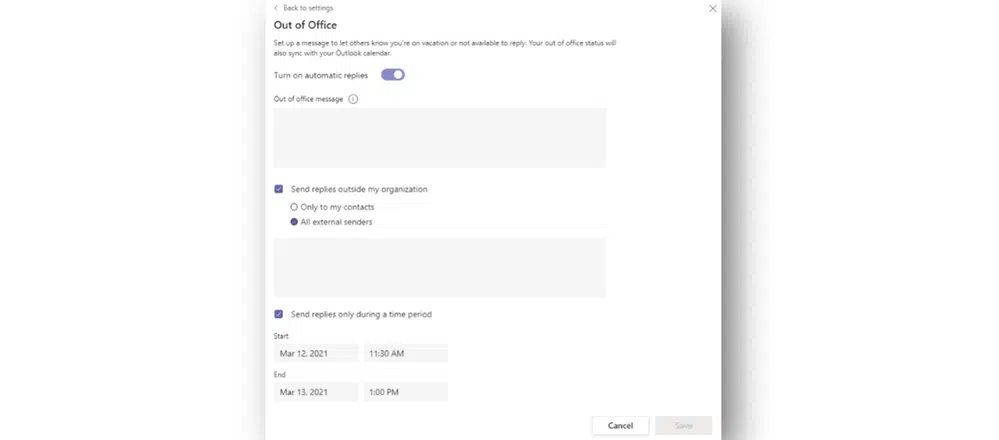 Back to settings
Out of Office
Set up a message to let others know you're on vacation or not available to reply. Your out of office status will
also sync with your Outlook calendar.
Turn on automatic replies
Out of office message
Send replies outside my organization
Only to my contacts
All external senders
Send replies only during a time period
Start
Mar 12, 2021 11:30 AM
End
Mar 13, 2021 1:00 PM
Cancel Save